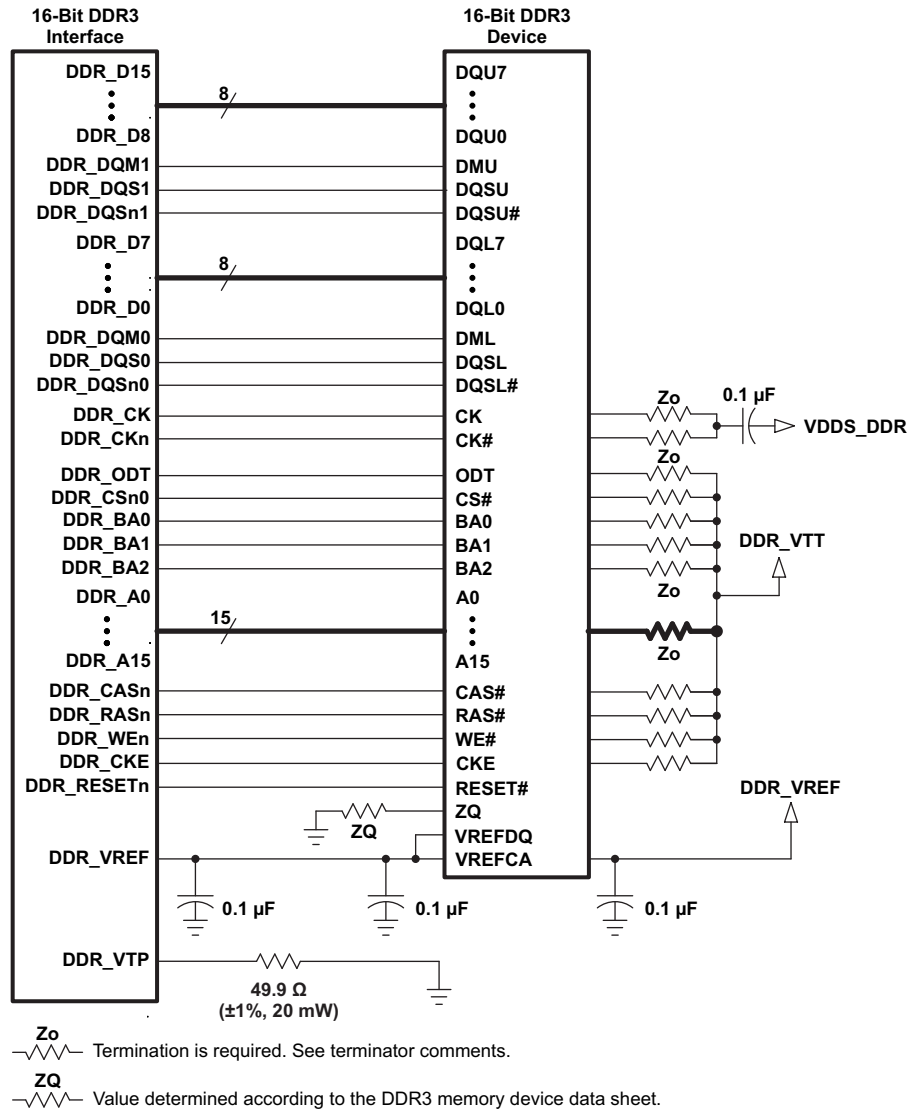 16-Bit DDR3
Interface
16-Bit DDR3
Device
DDR_D15
8
DQU7
DDR_D8
DQU0
DDR_DQM1
DMU
DDR_DQS1
DQSU
DDR_DQSn1
DQSU#
DDR_D7
8
DQL7
DDR_D0
DQL0
DDR_DQM0
DML
DDR_DQS0
DQSL
DDR_DQSn0
DQSL#
Zo
0.1 µF
DDR_CK
CK
VDDS_DDR
DDR_CKn
CK#
Zo
DDR_ODT
ODT
DDR_CSn0
CS#
DDR_BA0
BA0
DDR_BA1
BA1
DDR_VTT
DDR_BA2
BA2
Zo
DDR_A0
A0
15
Zo
DDR_A15
A15
DDR_CASn
CAS#
DDR_RASn
RAS#
DDR_WEn
WE#
DDR_CKE
CKE
DDR_RESETn
RESET#
DDR_VREF
ZQ
ZQ
VREFDQ
DDR_VREF
VREFCA
0.1 µF
0.1 µF
0.1 µF
DDR_VTP
49.9 Ω
(±1%, 20 mW)
Zo
Termination is required. See terminator comments.
ZQ
Value determined according to the DDR3 memory device data sheet.